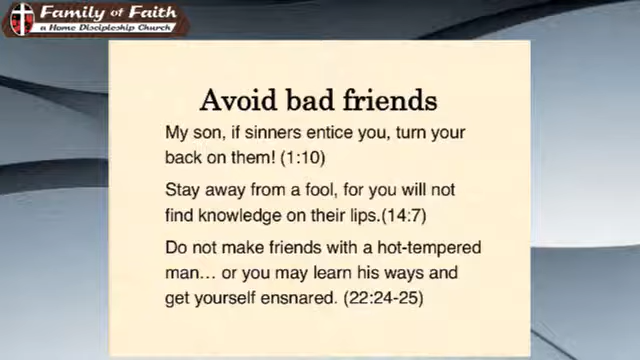 Family of Faith
a Home Discipleship Church
Avoid bad friends
My son, if sinners entice you, turn your
back on them! (1:10)
Stay away from a fool, for you will not
find knowledge on their lips.(14:7)
Do not make friends with a hot-tempered
man... or you may learn his ways and
get yourself ensnared. (22:24-25)